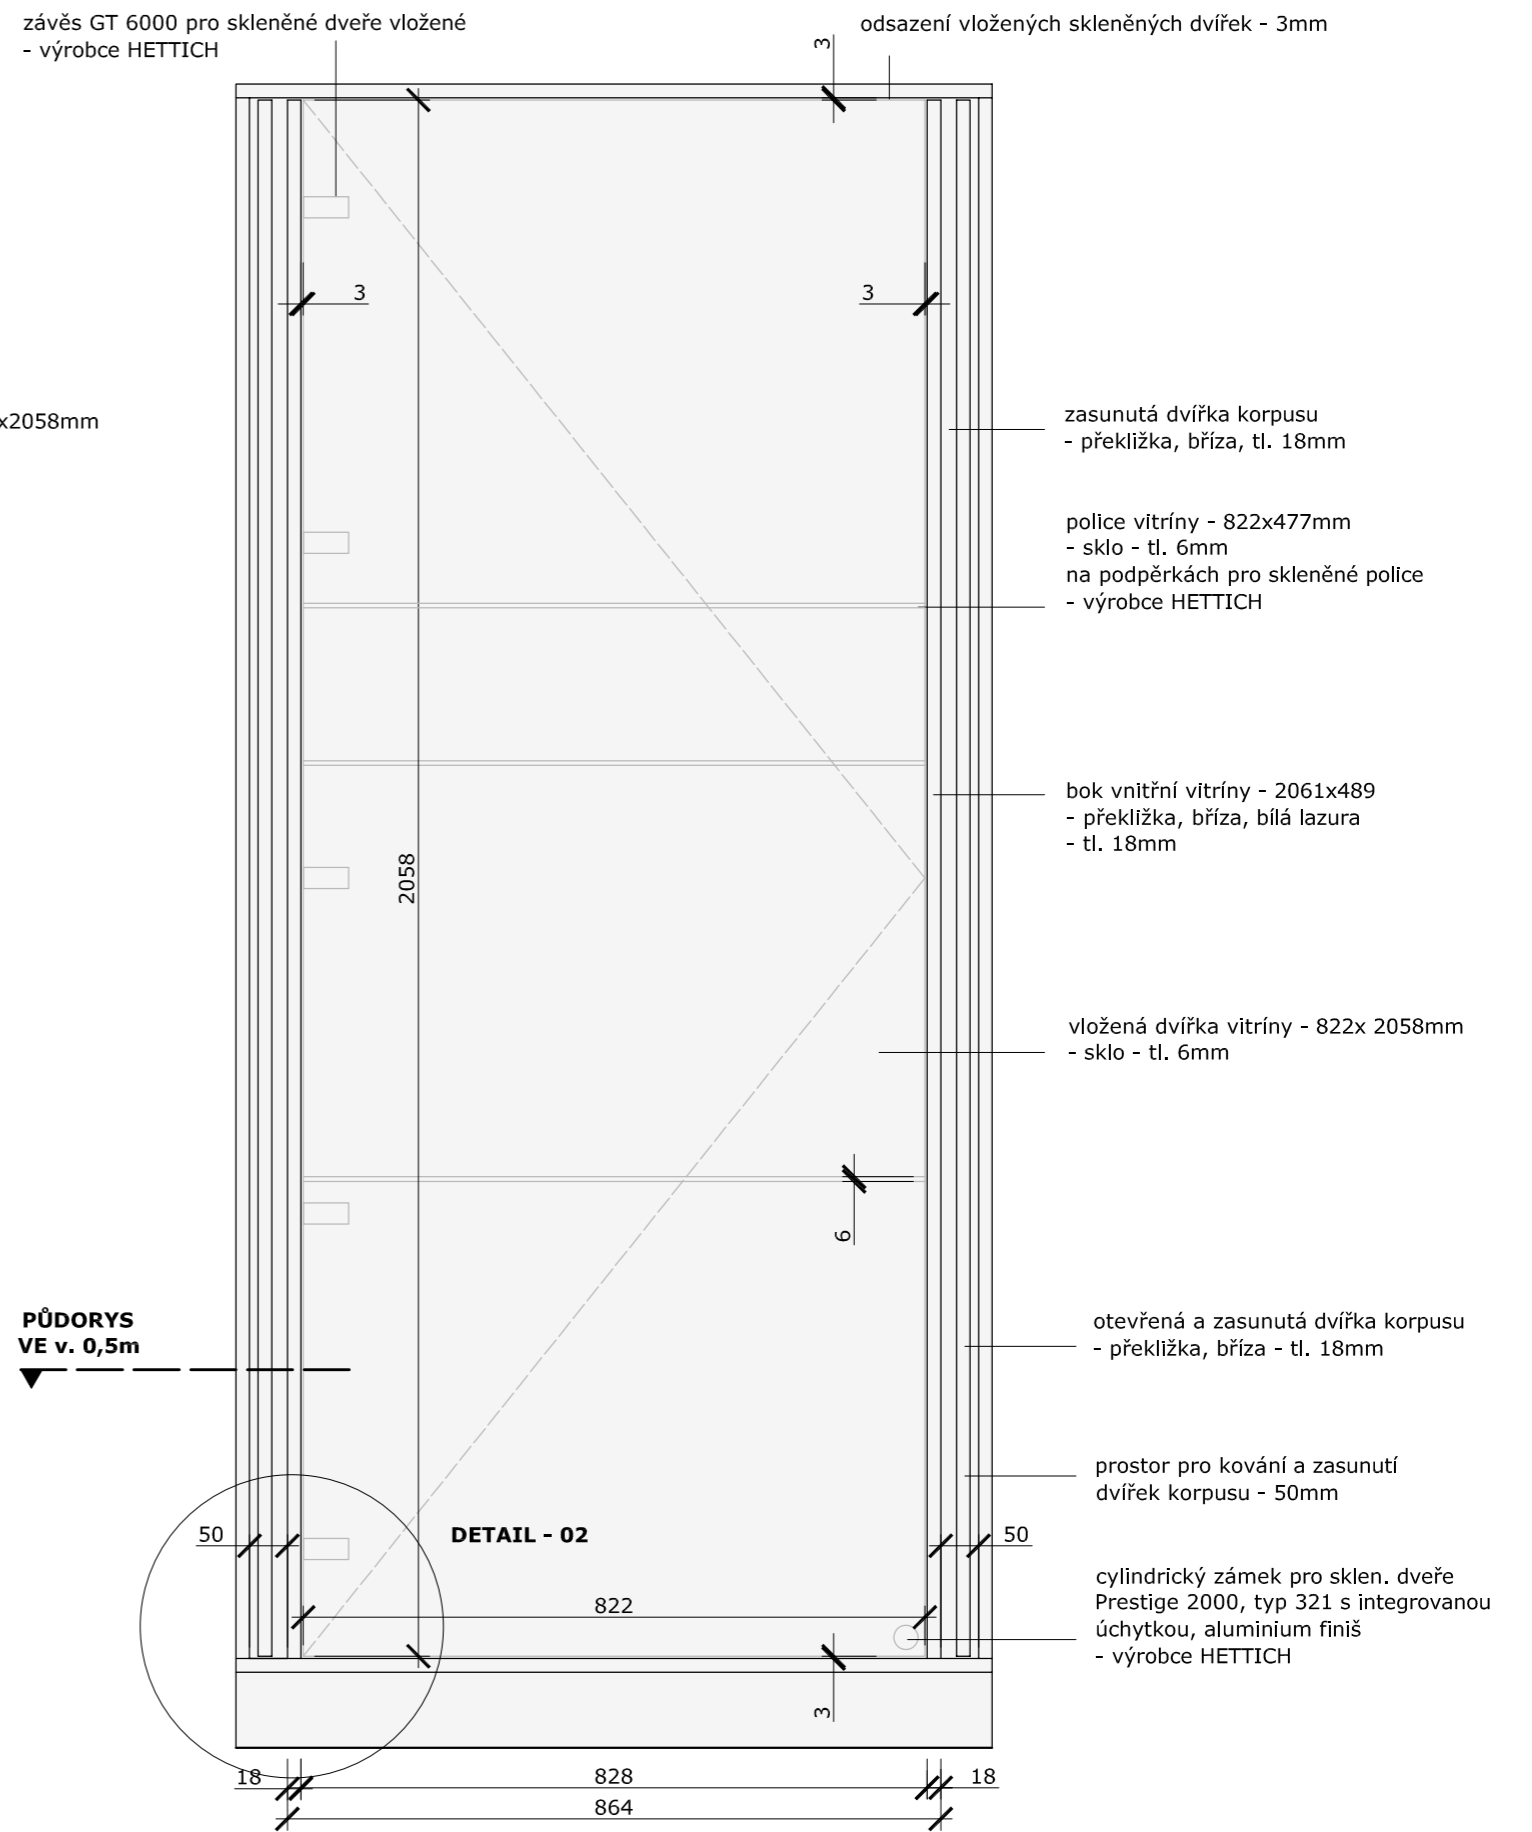 závěs GT 6000 pro skleněné dveře vložené
- výrobce HETTICH
odsazení vložených skleněných dvířek - 3mm
3
3
3
x2058mm
zasunutá dvířka korpusu
- překližka, bříza, tl. 18mm
police vitríny - 822x477mm
- sklo - tl. 6mm
na podpěrkách pro skleněné police
- výrobce HETTICH
bok vnitřní vitríny - 2061x489
- překližka, bříza, bílá lazura
- tl. 18mm
2058
vložená dvířka vitríny - 822x 2058mm
- sklo - tl. 6mm
6
PŮDORYS
VE v. 0,5m
otevřená a zasunutá dvířka korpusu
- překližka, bříza - tl. 18mm
prostor pro kování a zasunutí
dvířek korpusu - 50mm
50
DETAIL - 02
50
cylindrický zámek pro sklen. dveře
Prestige 2000, typ 321 s integrovanou
úchytkou, aluminium finiš
- výrobce HETTICH
822
3
18
828
18
864